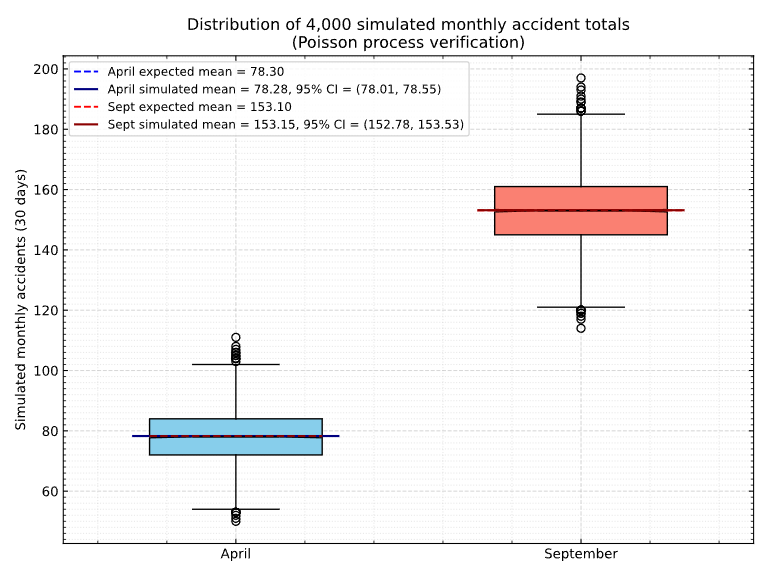 Distribution of 4,000 simulated monthly accident totals
(Poisson process verification)
April expected mean = 78.30
April simulated mean = 78.28, 95% CI = (78.01, 78.55)
Sept expected mean = 153.10
Sept simulated mean = 153.15, 95% CI = (152.78, 153.53)
Simulated monthly accidents (30 days)
200
180
160
140
120
100
80
60
April
September